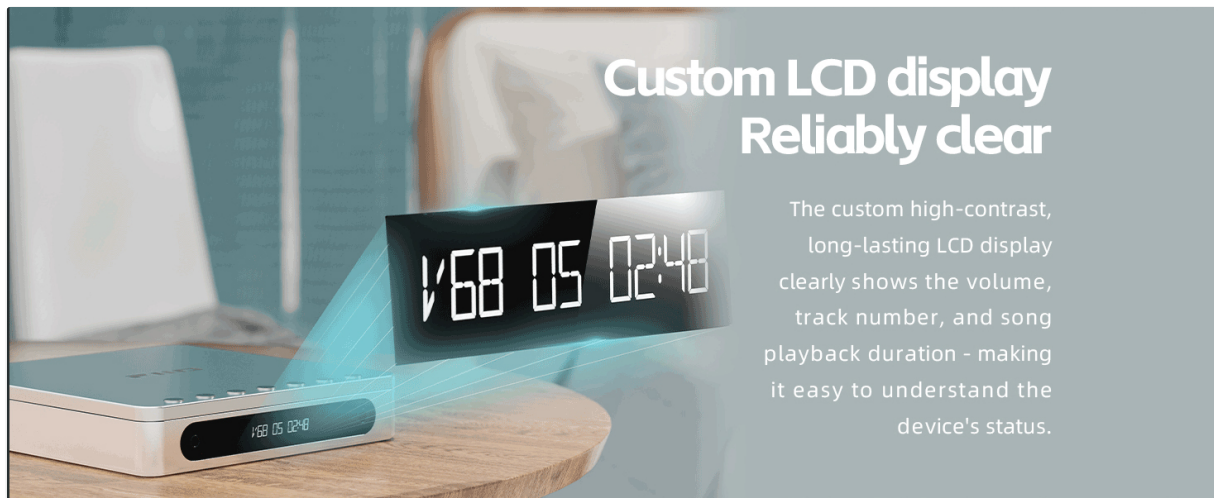 Custom LCD display
Reliably clear
The custom high-contrast,
long-lasting LCD display
clearly shows the volume,
track number, and song
playback duration - making
it easy to understand the
device's status.
V68 05 02:48
V68 05 02:48